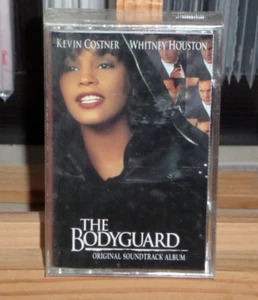 KEVIN COSTNER WHITNEY HOUSTON
THE
BODYGUARD
ORIGINAL SOUNDTRACK ALBUM